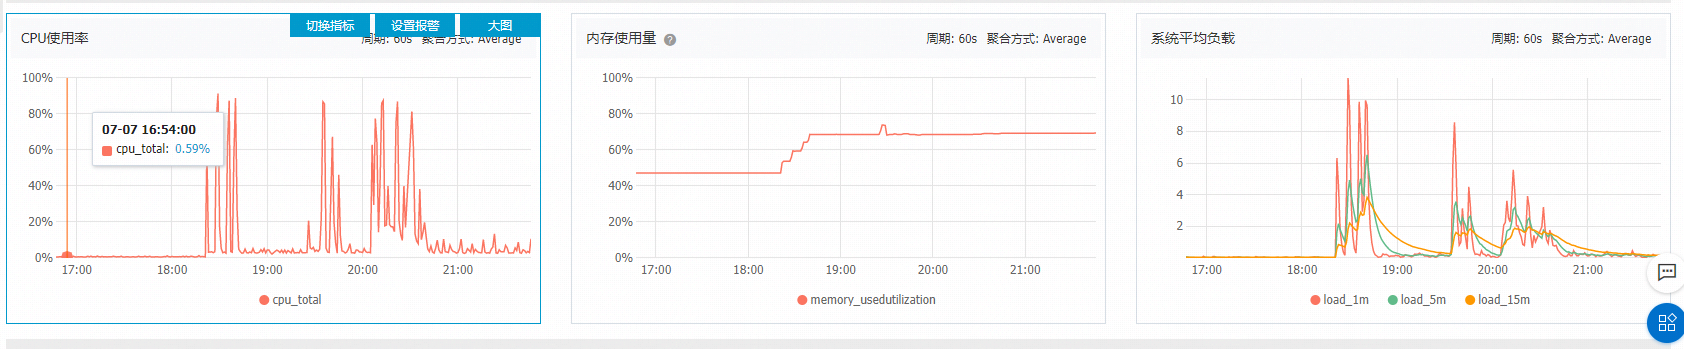 切换指标 设置报警 大图
CPU使用率 周期: 60s 聚合方式: Average
100%
80%
60%
40%
20%
0%
07-07 16:54:00
cpu_total: 0.59%
17:00 18:00 19:00 20:00 21:00
cpu_total
内存使用量 ? 周期: 60s 聚合方式: Average
100%
80%
60%
40%
20%
0%
17:00 18:00 19:00 20:00 21:00
memory_usedutilization
系统平均负载 周期: 60s 聚合方式: Average
10
8
6
4
2
17:00 18:00 19:00 20:00 21:00
load_1m load_5m load_15m